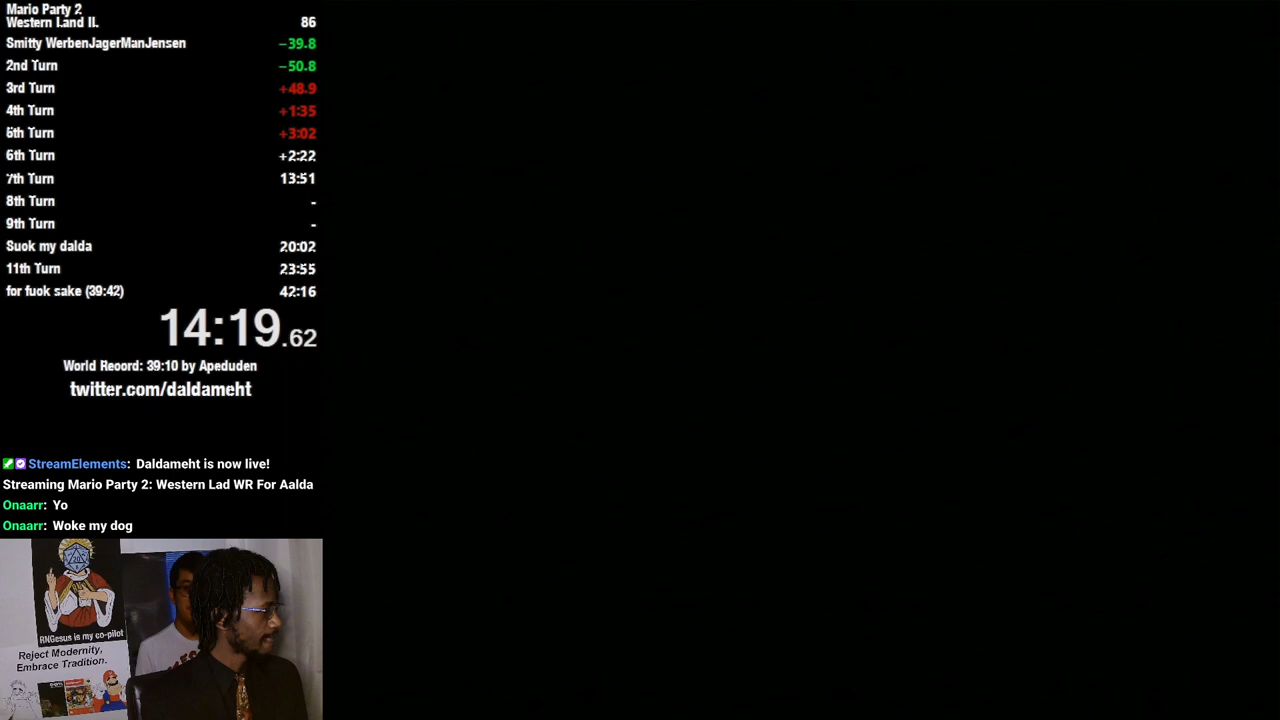 Mario Party 2
Western Land II.
86
Smitty WerbenJagerManJensen -39.8
2nd Turn -50.8
3rd Turn +48.9
4th Turn +1:35
5th Turn +3:02
6th Turn +2:22
7th Turn 13:51
8th Turn -
9th Turn -
Suok my dalda 20:02
11th Turn 23:55
for fuok sake (39:42) 42:16
14:19.62
World Reoord: 39:10 by Apeduden
twitter.com/daldameht
StreamElements: Daldameht is now live!
Streaming Mario Party 2: Western Lad WR For Aalda
Onaarr: Yo
Onaarr: Woke my dog
RNGesus is my co-pilot
Reject Modernity,
Embrace Tradition.